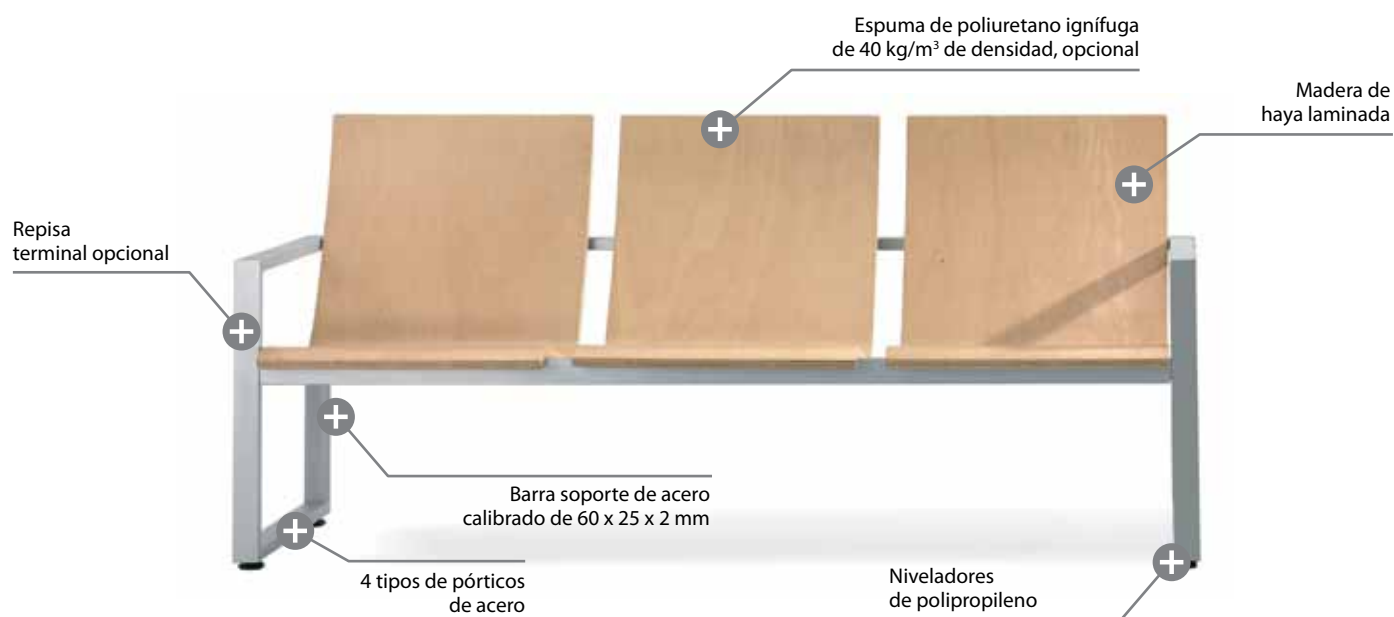 Espuma de poliuretano ignífuga
de 40 kg/m³ de densidad, opcional
Madera de
haya laminada
Repisa
terminal opcional
Barra soporte de acero
calibrado de 60 x 25 x 2 mm
4 tipos de pórticos
de acero
Niveladores
de polipropileno